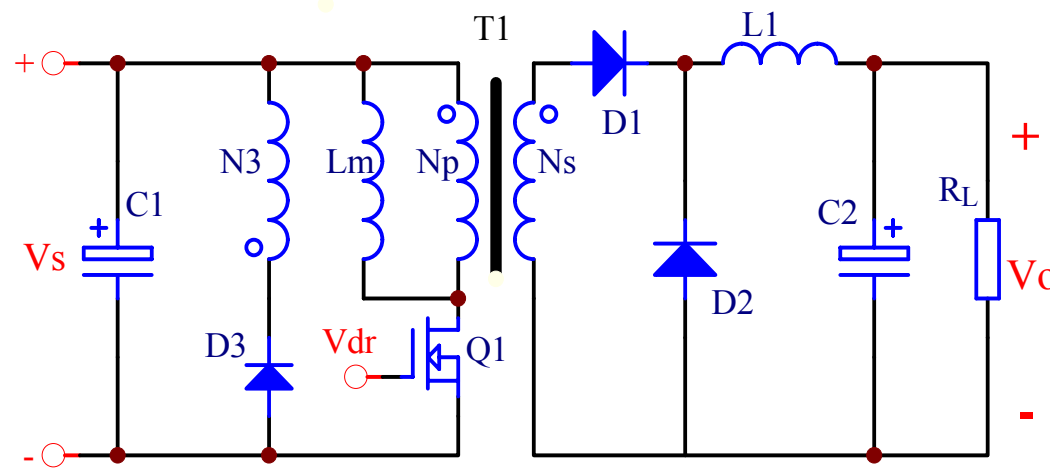 T1
L1
+
D1
N3
Lm
Np
Ns
+
C1
+
C2
+
RL
Vs
Vo
D2
Vdr
D3
Q1
-
-